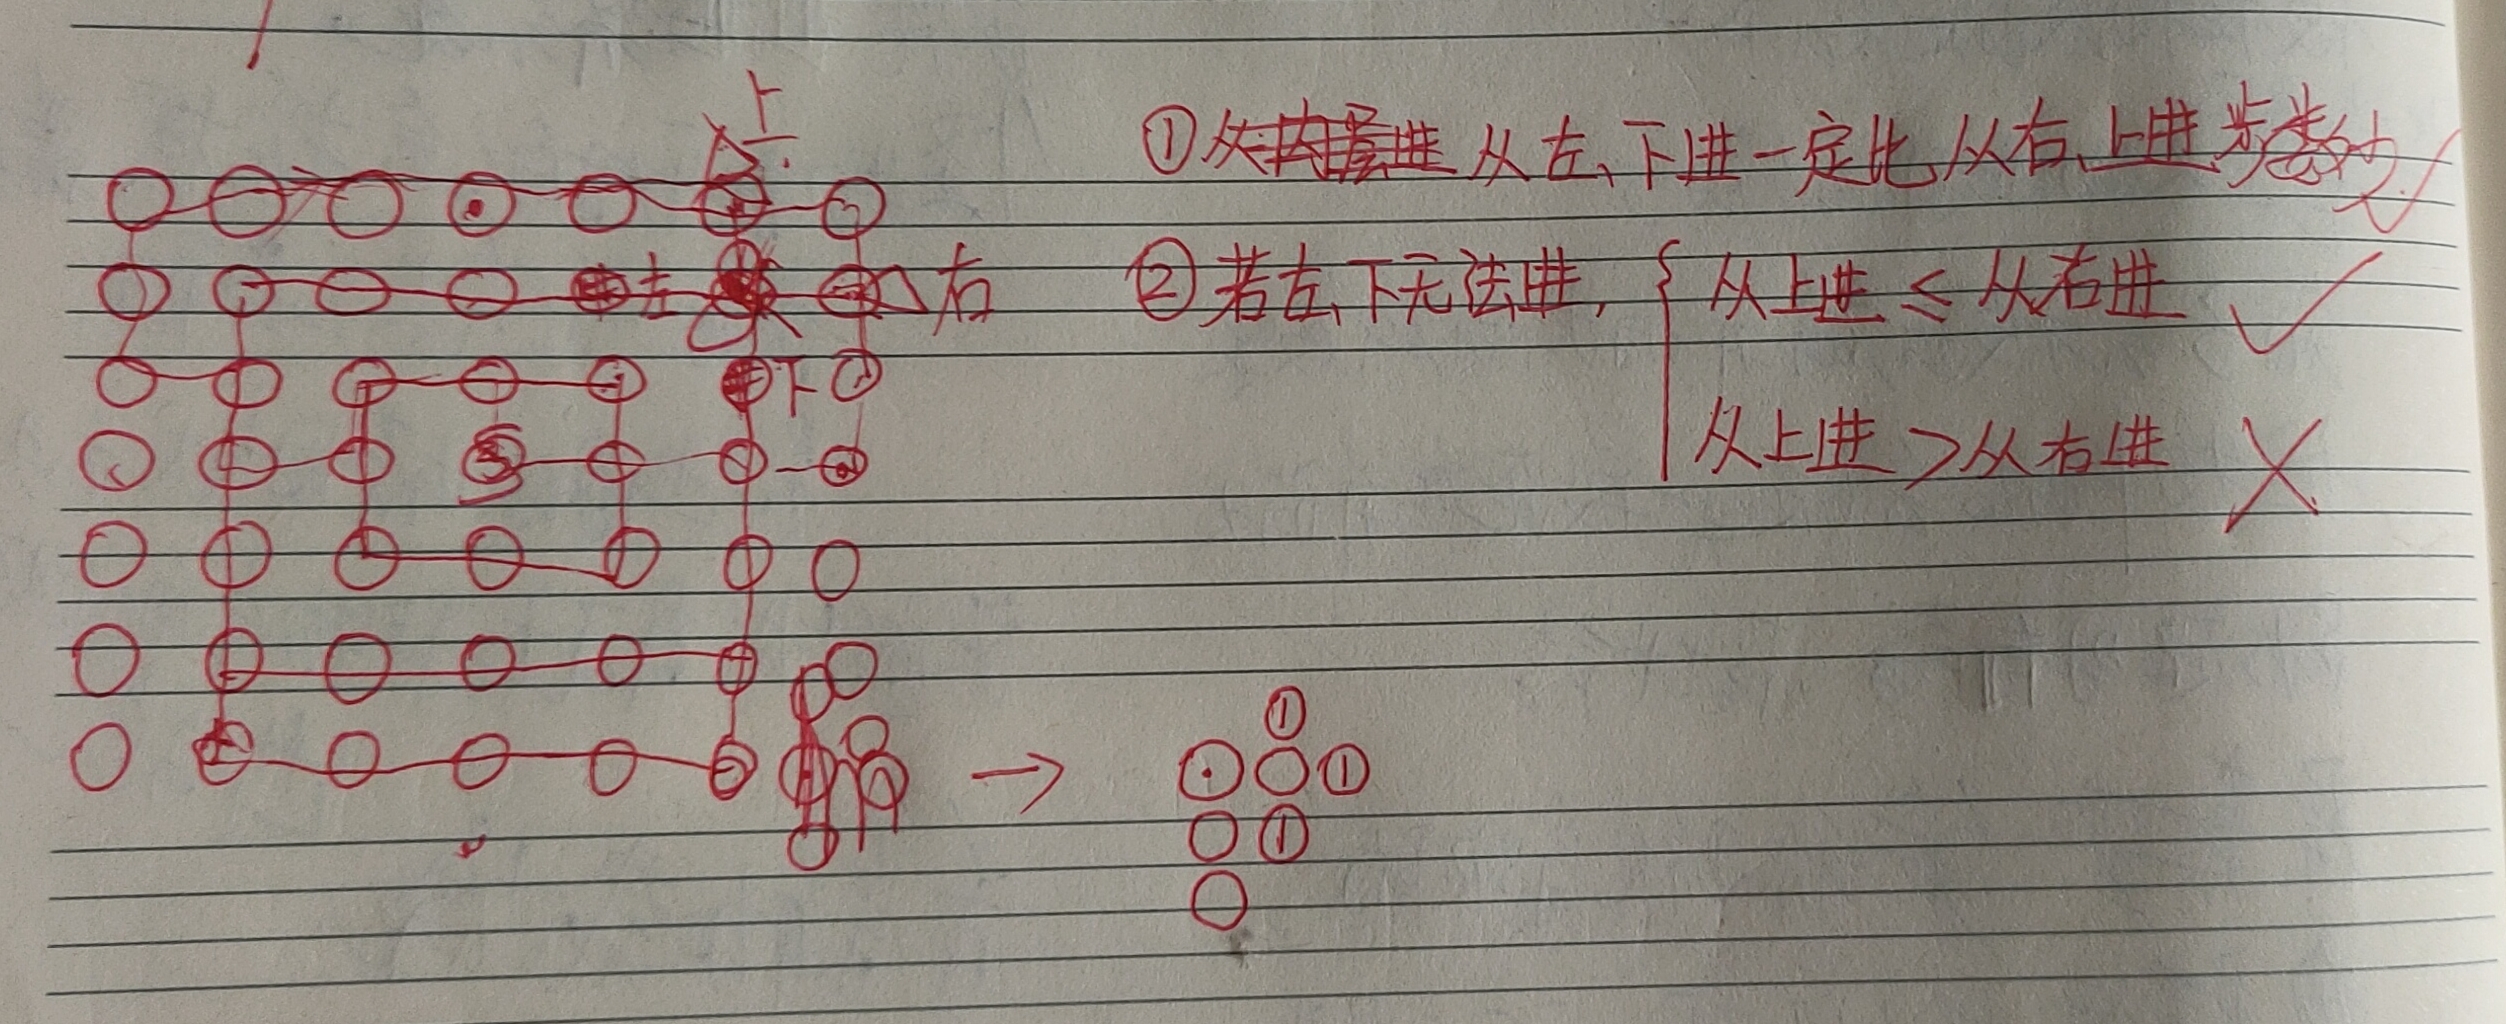 上
①从左、下进一定比从右、上进步数少.
左 右 ②若左、下无法进, 从上进 ≤ 从右进
下
S 从上进 > 从右进
→ ①
① 
①